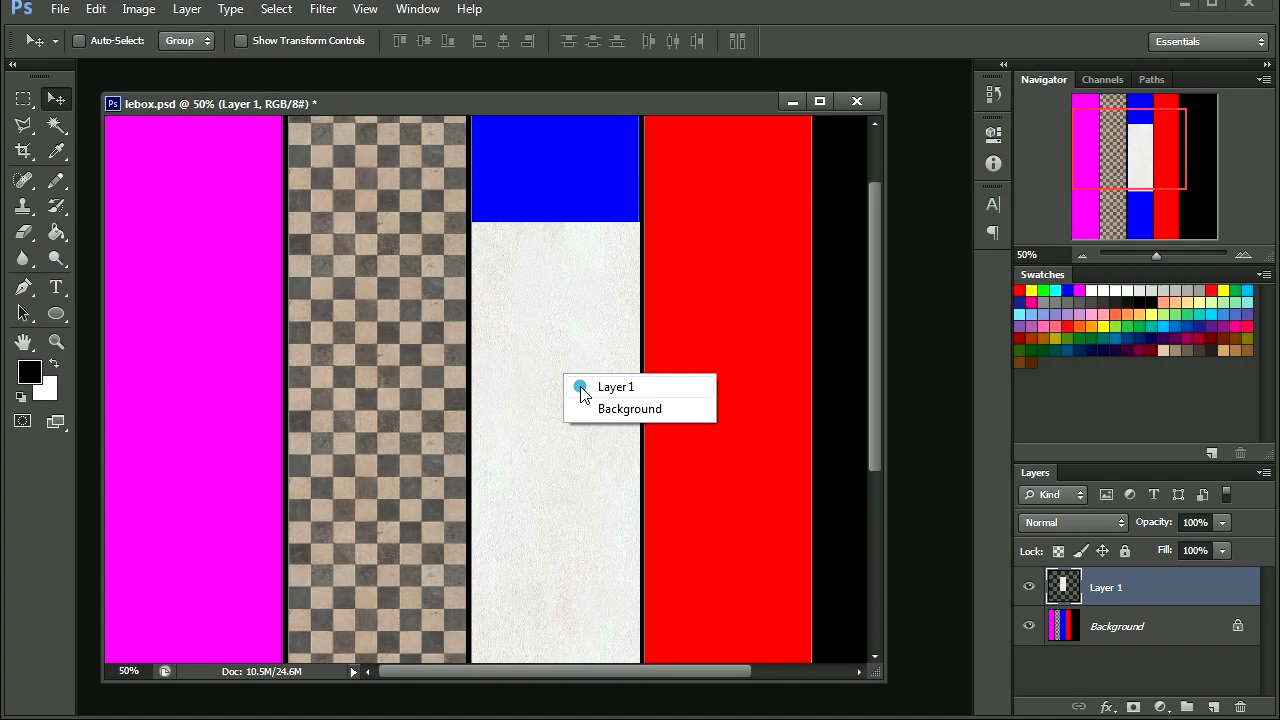 Ps File Edit Image Layer Type Select Filter View Window Help
Auto-Select: Group Show Transform Controls Essentials
Ps lebox.psd @ 50% (Layer 1, RGB/8#) *
Navigator Channels Paths
50%
Swatches
Layer 1
Background
Layers
Kind
Normal Opacity: 100%
Lock: Fill: 100%
Layer 1
Background
50% Doc: 10.5M/24.6M